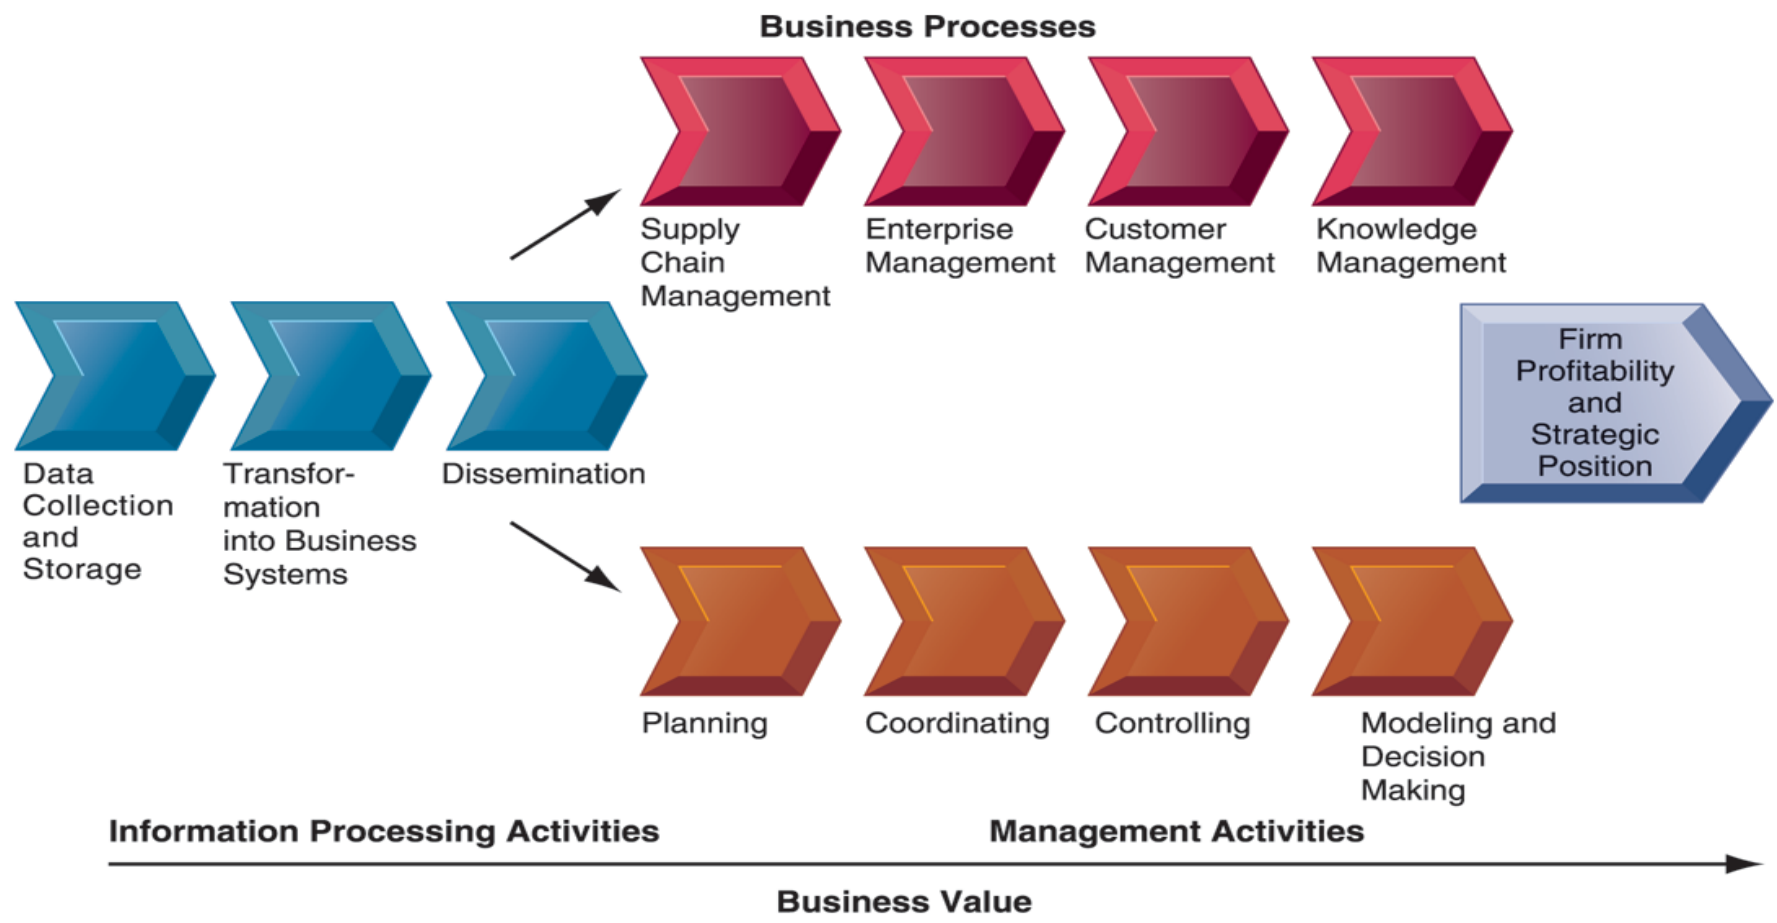 Business Processes
Supply
Chain
Management
Enterprise
Management
Customer
Management
Knowledge
Management
Data
Collection
and
Storage
Transfor-
mation
into Business
Systems
Dissemination
Firm
Profitability
and
Strategic
Position
Planning
Coordinating
Controlling
Modeling and
Decision
Making
Information Processing Activities
Management Activities
Business Value